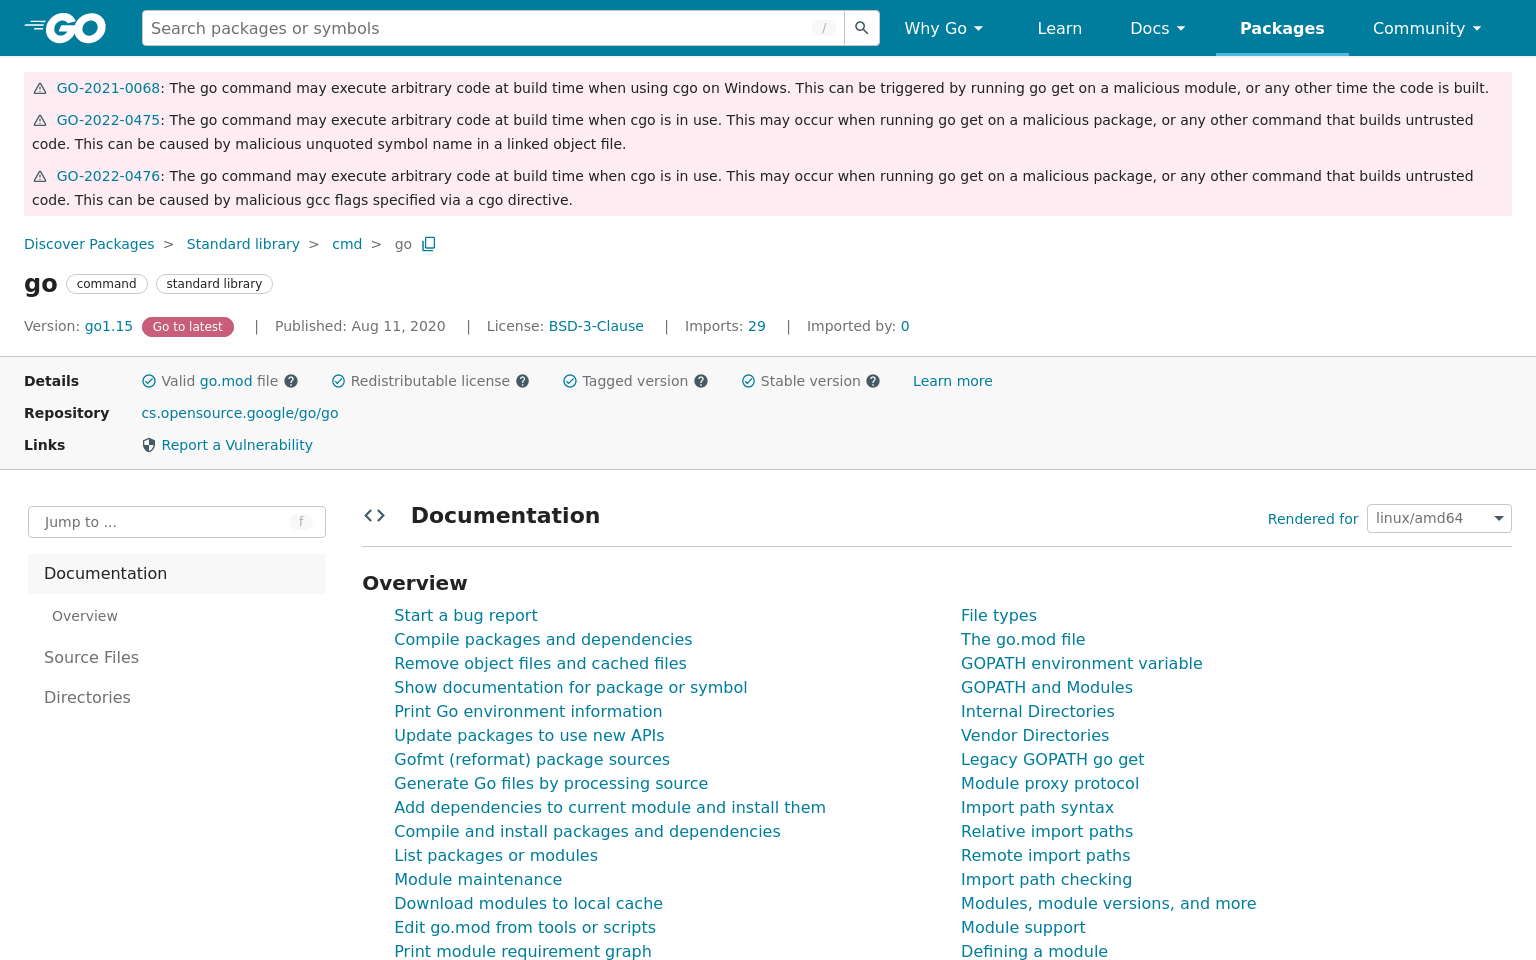 GO
Search packages or symbols /
Why Go
Learn
Docs
Packages
Community
GO-2021-0068: The go command may execute arbitrary code at build time when using cgo on Windows. This can be triggered by running go get on a malicious module, or any other time the code is built.
GO-2022-0475: The go command may execute arbitrary code at build time when cgo is in use. This may occur when running go get on a malicious package, or any other command that builds untrusted
code. This can be caused by malicious unquoted symbol name in a linked object file.
GO-2022-0476: The go command may execute arbitrary code at build time when cgo is in use. This may occur when running go get on a malicious package, or any other command that builds untrusted
code. This can be caused by malicious gcc flags specified via a cgo directive.
Discover Packages > Standard library > cmd > go
go command standard library
Version: go1.15 Go to latest | Published: Aug 11, 2020 | License: BSD-3-Clause | Imports: 29 | Imported by: 0
Details Valid go.mod file Redistributable license Tagged version Stable version Learn more
Repository cs.opensource.google/go/go
Links Report a Vulnerability
Jump to ... f
Documentation
Overview
Source Files
Directories
Documentation
Rendered for linux/amd64
Overview
Start a bug report
Compile packages and dependencies
Remove object files and cached files
Show documentation for package or symbol
Print Go environment information
Update packages to use new APIs
Gofmt (reformat) package sources
Generate Go files by processing source
Add dependencies to current module and install them
Compile and install packages and dependencies
List packages or modules
Module maintenance
Download modules to local cache
Edit go.mod from tools or scripts
Print module requirement graph
File types
The go.mod file
GOPATH environment variable
GOPATH and Modules
Internal Directories
Vendor Directories
Legacy GOPATH go get
Module proxy protocol
Import path syntax
Relative import paths
Remote import paths
Import path checking
Modules, module versions, and more
Module support
Defining a module